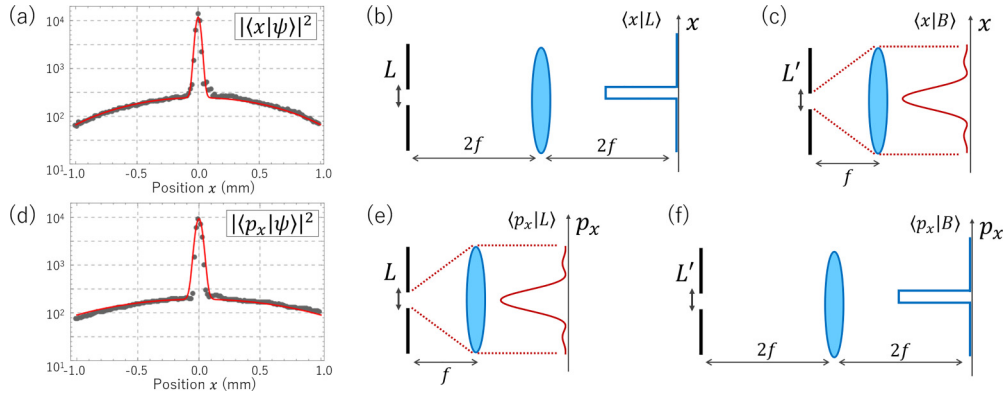 (a)
10⁴
10²
10¹
|⟨x|ψ⟩|²
-1.0 -0.5 0.0 0.5 1.0
Position x (mm)
(b)
⟨x|L⟩
x
L
2f
2f
(c)
⟨x|B⟩
x
L′
f
(d)
10⁴
10²
10¹
|⟨pₓ|ψ⟩|²
-1.0 -0.5 0.0 0.5 1.0
Position x (mm)
(e)
⟨pₓ|L⟩
pₓ
L
f
(f)
⟨pₓ|B⟩
pₓ
L′
2f
2f